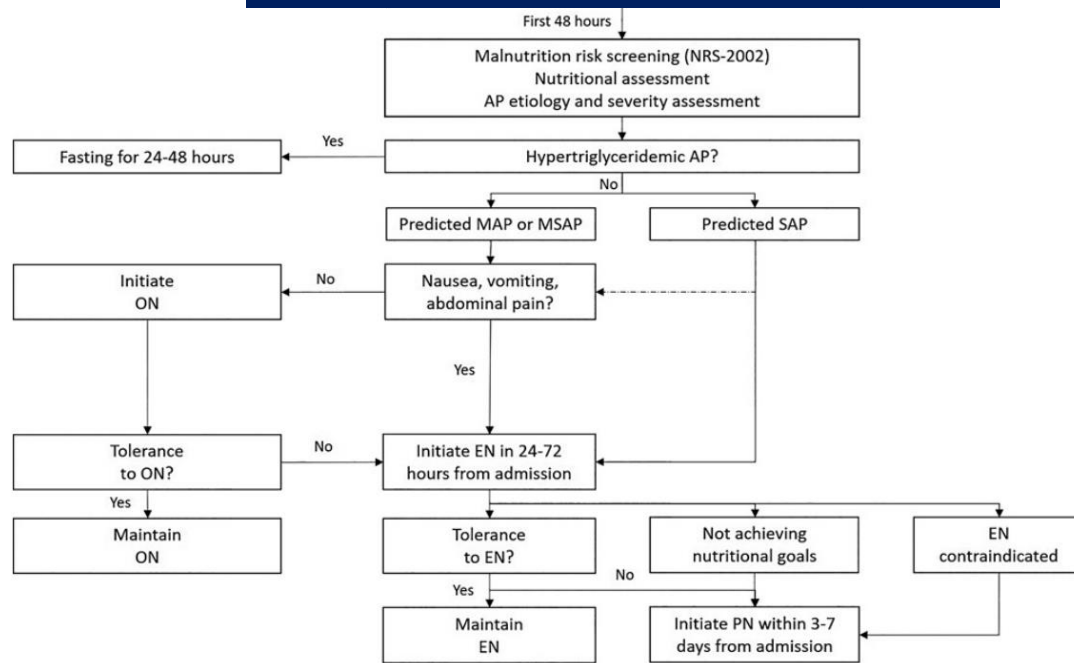 First 48 hours
Malnutrition risk screening (NRS-2002)
Nutritional assessment
AP etiology and severity assessment
Yes
Fasting for 24-48 hours
Hypertriglyceridemic AP?
No
Predicted MAP or MSAP
Predicted SAP
Initiate
ON
No
Nausea, vomiting,
abdominal pain?
Yes
Tolerance
to ON?
No
Initiate EN in 24-72
hours from admission
Yes
Maintain
ON
Tolerance
to EN?
Not achieving
nutritional goals
EN
contraindicated
No
Yes
Maintain
EN
Initiate PN within 3-7
days from admission